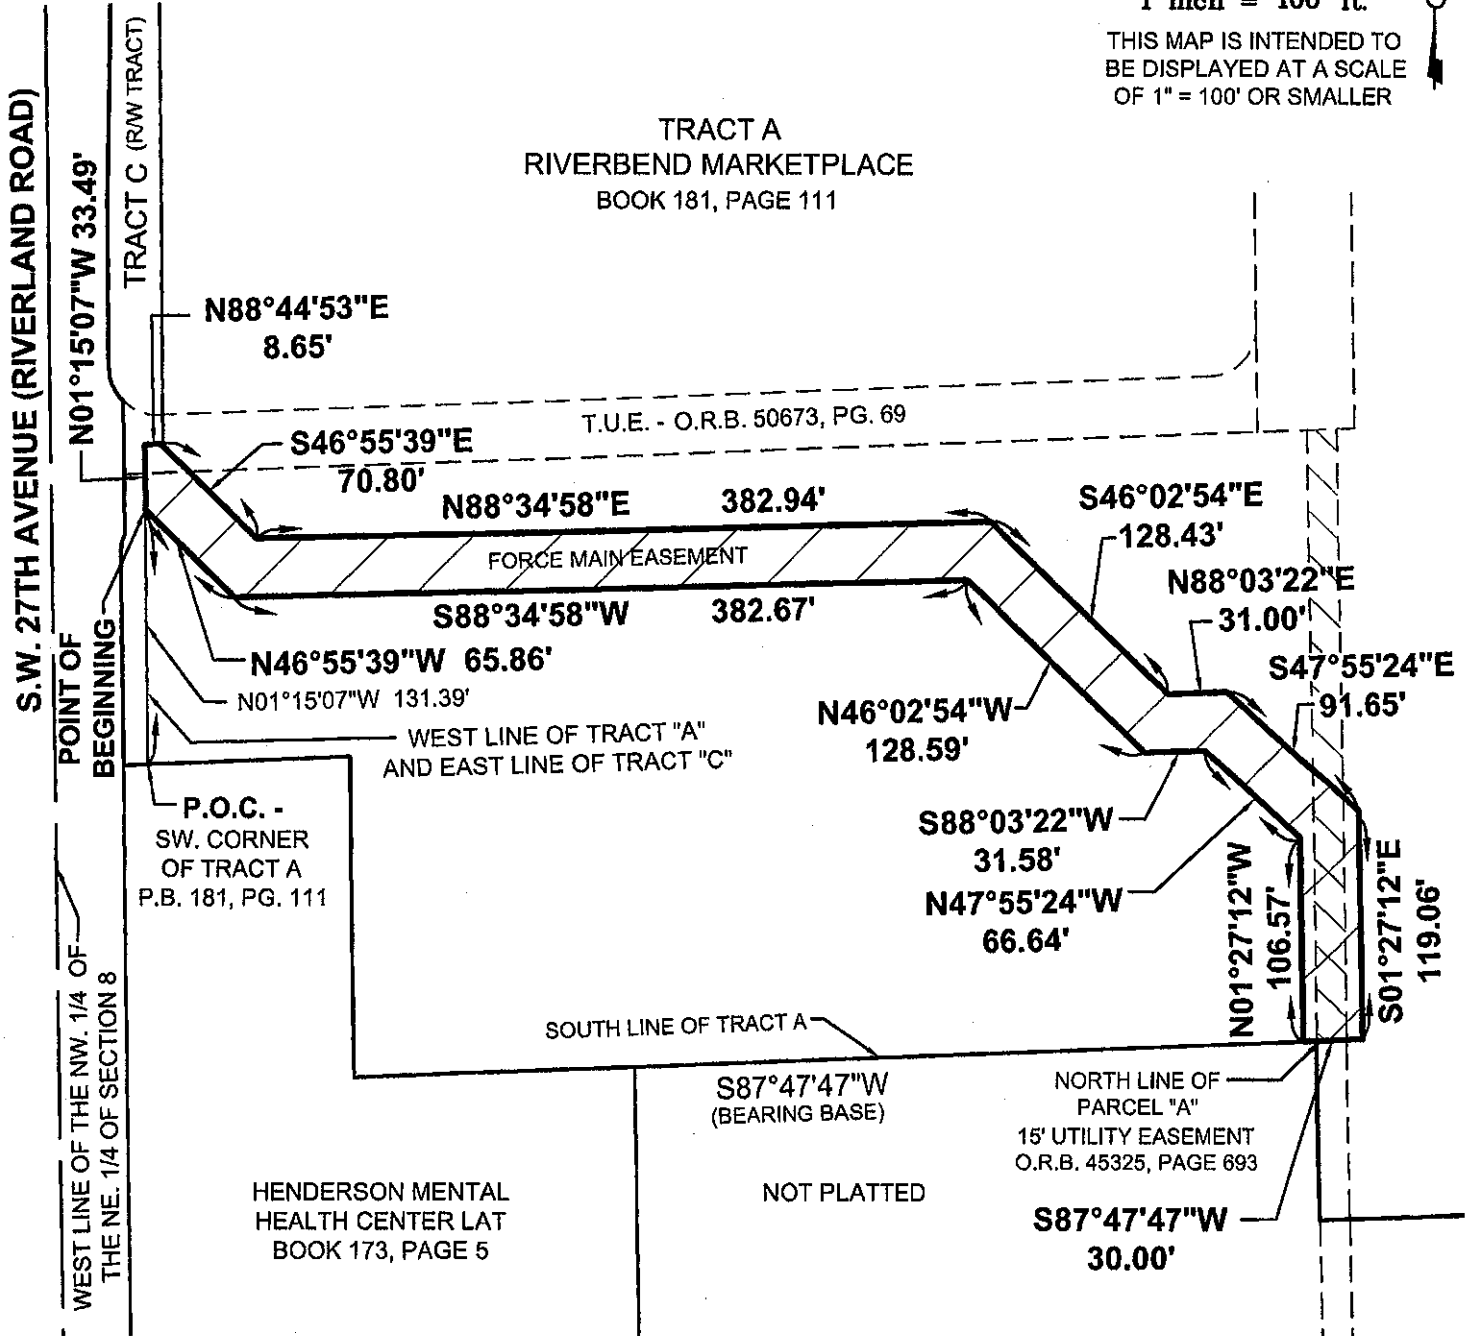 1 inch = 100 ft.
THIS MAP IS INTENDED TO
BE DISPLAYED AT A SCALE
OF 1" = 100' OR SMALLER
TRACT A
RIVERBEND MARKETPLACE
BOOK 181, PAGE 111
S.W. 27TH AVENUE (RIVERLAND ROAD)
N01°15'07"W 33.49'
TRACT C (R/W TRACT)
N88°44'53"E
8.65'
T.U.E. - O.R.B. 50673, PG. 69
S46°55'39"E
70.80'
N88°34'58"E 382.94'
FORCE MAIN EASEMENT
S88°34'58"W 382.67'
S46°02'54"E
128.43'
N88°03'22"E
31.00'
S47°55'24"E
91.65'
POINT OF
BEGINNING
N46°55'39"W 65.86'
N01°15'07"W 131.39'
WEST LINE OF TRACT "A"
AND EAST LINE OF TRACT "C"
N46°02'54"W
128.59'
P.O.C. -
SW. CORNER
OF TRACT A
P.B. 181, PG. 111
S88°03'22"W
31.58'
N47°55'24"W
66.64'
N01°27'12"W
106.57'
S01°27'12"E
119.06'
WEST LINE OF THE NW. 1/4 OF
THE NE. 1/4 OF SECTION 8
SOUTH LINE OF TRACT A
S87°47'47"W
(BEARING BASE)
NORTH LINE OF
PARCEL "A"
15' UTILITY EASEMENT
O.R.B. 45325, PAGE 693
HENDERSON MENTAL
HEALTH CENTER LAT
BOOK 173, PAGE 5
NOT PLATTED
S87°47'47"W
30.00'